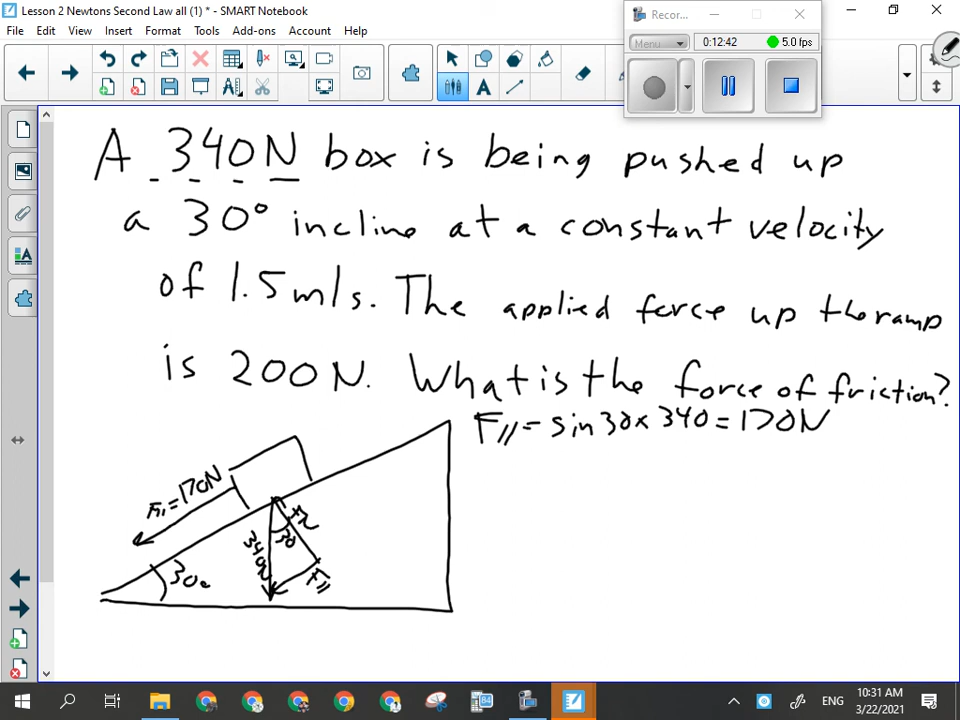 Lesson 2 Newtons Second Law all (1) * - SMART Notebook
Recor...
File Edit View Insert Format Tools Add-ons Account Help
Menu 0:12:42 5.0 fps
A 340N box is being pushed up
a 30° incline at a constant velocity
of 1.5 m/s. The applied force up the ramp
is 200N. What is the force of friction?
F// = sin30 x 340 = 170N
F// = 170N
30°
340N
30
F//
ENG
10:31 AM
3/22/2021